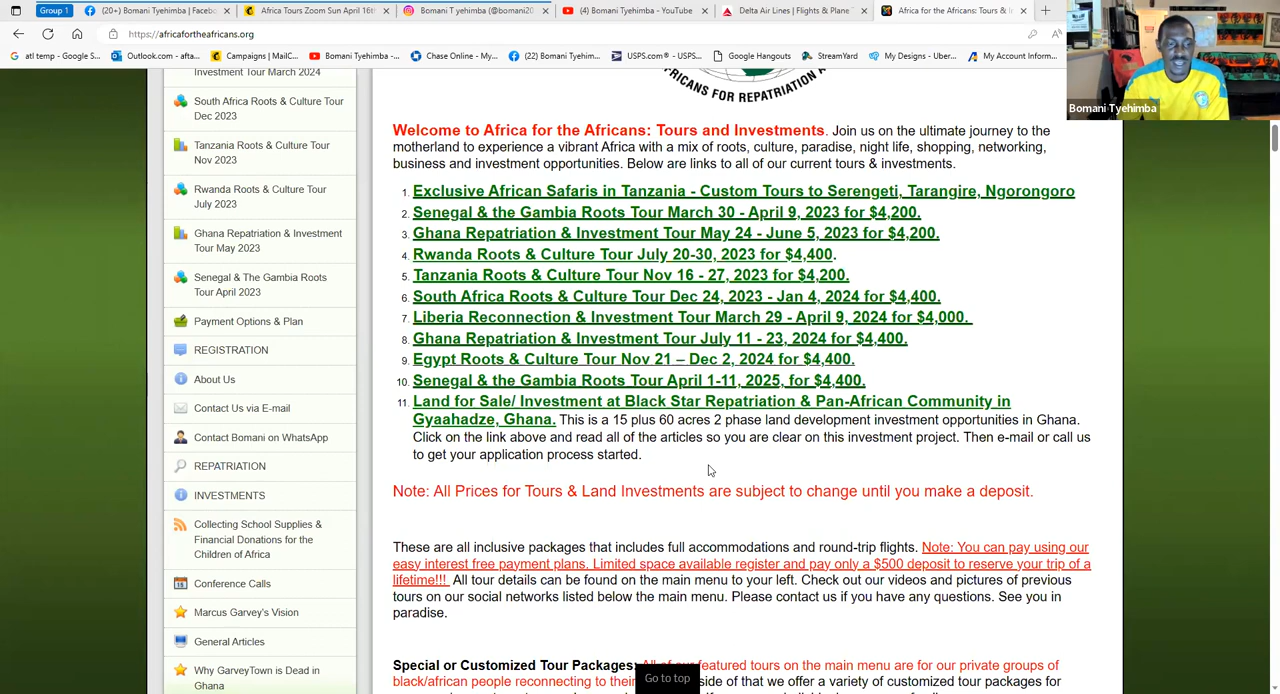 Group 1
(20+) Bomani Tyehimba | Faceb
Africa Tours Zoom Sun April 16th
Bomani T yehimba (@bomani20
(4) Bomani Tyehimba - YouTube
Delta Air Lines | Flights & Plane T
Africa for the Africans: Tours & In
https://africafortheafricans.org
atl temp - Google S...
Outlook.com - afta...
Campaigns | MailC...
Bomani Tyehimba -...
Chase Online - My...
(22) Bomani Tyehim...
USPS.com® - USPS...
Google Hangouts
StreamYard
My Designs - Uber...
My Account Inform...
Bomani Tyehimba
Investment Tour March 2024
South Africa Roots & Culture Tour
Dec 2023
Tanzania Roots & Culture Tour
Nov 2023
Rwanda Roots & Culture Tour
July 2023
Ghana Repatriation & Investment
Tour May 2023
Senegal & The Gambia Roots
Tour April 2023
Payment Options & Plan
REGISTRATION
About Us
Contact Us via E-mail
Contact Bomani on WhatsApp
REPATRIATION
INVESTMENTS
Collecting School Supplies &
Financial Donations for the
Children of Africa
Conference Calls
Marcus Garvey's Vision
General Articles
Why GarveyTown is Dead in
Ghana
Welcome to Africa for the Africans: Tours and Investments. Join us on the ultimate journey to the
motherland to experience a vibrant Africa with a mix of roots, culture, paradise, night life, shopping, networking,
business and investment opportunities. Below are links to all of our current tours & investments.
1. Exclusive African Safaris in Tanzania - Custom Tours to Serengeti, Tarangire, Ngorongoro
2. Senegal & the Gambia Roots Tour March 30 - April 9, 2023 for $4,200.
3. Ghana Repatriation & Investment Tour May 24 - June 5, 2023 for $4,200.
4. Rwanda Roots & Culture Tour July 20-30, 2023 for $4,400.
5. Tanzania Roots & Culture Tour Nov 16 - 27, 2023 for $4,200.
6. South Africa Roots & Culture Tour Dec 24, 2023 - Jan 4, 2024 for $4,400.
7. Liberia Reconnection & Investment Tour March 29 - April 9, 2024 for $4,000.
8. Ghana Repatriation & Investment Tour July 11 - 23, 2024 for $4,400.
9. Egypt Roots & Culture Tour Nov 21 – Dec 2, 2024 for $4,400.
10. Senegal & the Gambia Roots Tour April 1-11, 2025, for $4,400.
11. Land for Sale/ Investment at Black Star Repatriation & Pan-African Community in
Gyaahadze, Ghana. This is a 15 plus 60 acres 2 phase land development investment opportunities in Ghana.
Click on the link above and read all of the articles so you are clear on this investment project. Then e-mail or call us
to get your application process started.
Note: All Prices for Tours & Land Investments are subject to change until you make a deposit.
These are all inclusive packages that includes full accommodations and round-trip flights. Note: You can pay using our
easy interest free payment plans. Limited space available register and pay only a $500 deposit to reserve your trip of a
lifetime!!! All tour details can be found on the main menu to your left. Check out our videos and pictures of previous
tours on our social networks listed below the main menu. Please contact us if you have any questions. See you in
paradise.
Special or Customized Tour Packages: All of our featured tours on the main menu are for our private groups of
black/african people reconnecting to their side of that we offer a variety of customized tour packages for
Go to top